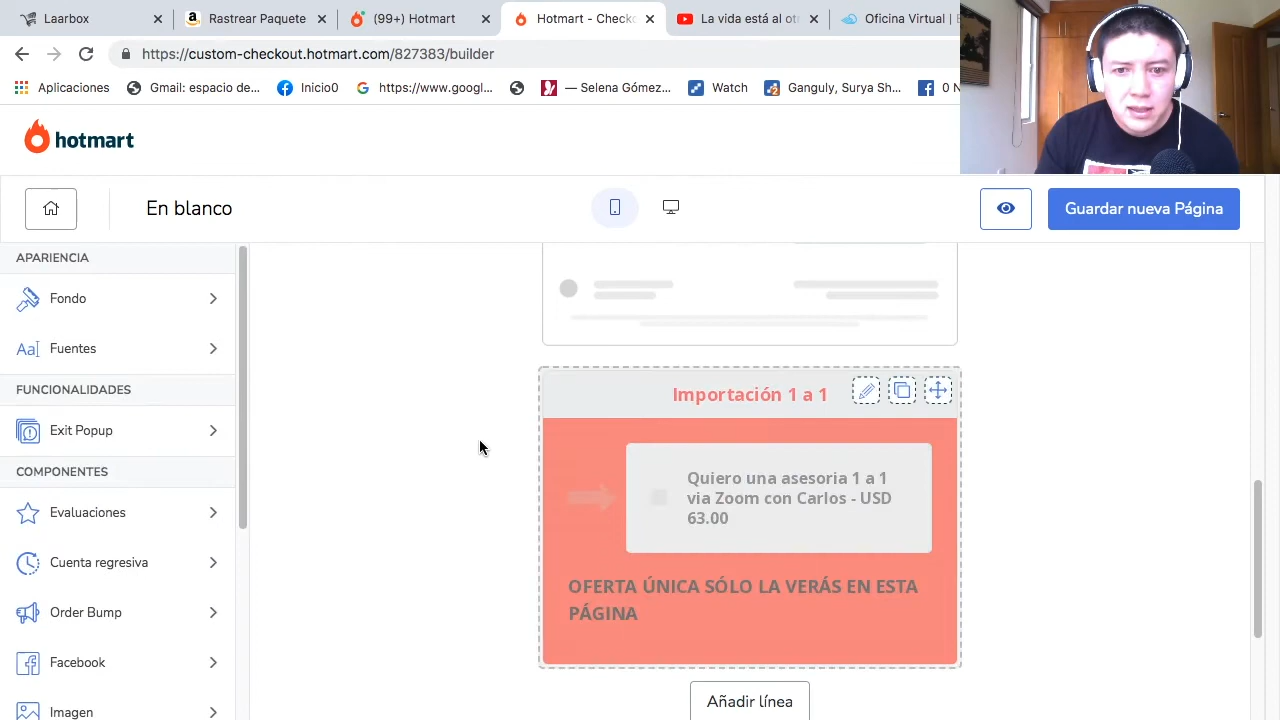 Laarbox
Rastrear Paquete
(99+) Hotmart
Hotmart - Checko
La vida está al ot
Oficina Virtual |
https://custom-checkout.hotmart.com/827383/builder
Aplicaciones
Gmail: espacio de...
Inicio0
https://www.gogl...
— Selena Gómez...
Watch
Ganguly, Surya Sh...
0 N
hotmart
En blanco
Guardar nueva Página
APARIENCIA
Fondo
Fuentes
FUNCIONALIDADES
Exit Popup
COMPONENTES
Evaluaciones
Cuenta regresiva
Order Bump
Facebook
Imagen
Importación 1 a 1
Quiero una asesoria 1 a 1
via Zoom con Carlos - USD
63.00
OFERTA ÚNICA SÓLO LA VERÁS EN ESTA
PÁGINA
Añadir línea